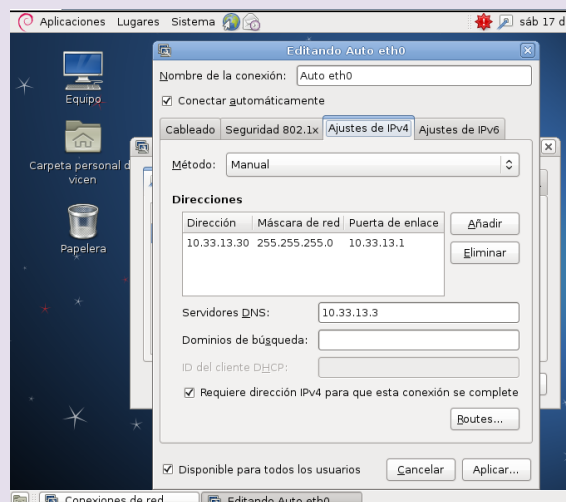 Aplicaciones Lugares Sistema sáb 17 d
Editando Auto eth0
Equipo
Carpeta personal d
vicen
Papelera
Nombre de la conexión: Auto eth0
Conectar automáticamente
Cableado Seguridad 802.1x Ajustes de IPv4 Ajustes de IPv6
Método: Manual
Direcciones
Dirección Máscara de red Puerta de enlace Añadir
10.33.13.30 255.255.255.0 10.33.13.1
Eliminar
Servidores DNS: 10.33.13.3
Dominios de búsqueda:
ID del cliente DHCP:
Requiere dirección IPv4 para que esta conexión se complete
Routes...
Disponible para todos los usuarios Cancelar Aplicar...
Conexiones de red Editando Auto eth0